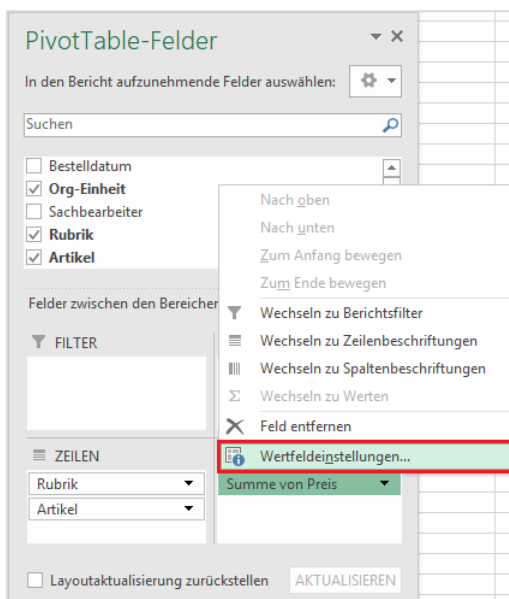 PivotTable-Felder
In den Bericht aufzunehmende Felder auswählen:
Suchen
Bestelldatum
Org-Einheit
Sachbearbeiter
Rubrik
Artikel
Nach oben
Nach unten
Zum Anfang bewegen
Zum Ende bewegen
Wechseln zu Berichtsfilter
Wechseln zu Zeilenbeschriftungen
Wechseln zu Spaltenbeschriftungen
Wechseln zu Werten
Feld entfernen
Wertfeldeinstellungen...
Felder zwischen den Bereichen
FILTER
ZEILEN
Rubrik
Artikel
Summe von Preis
Layoutaktualisierung zurückstellen AKTUALISIEREN